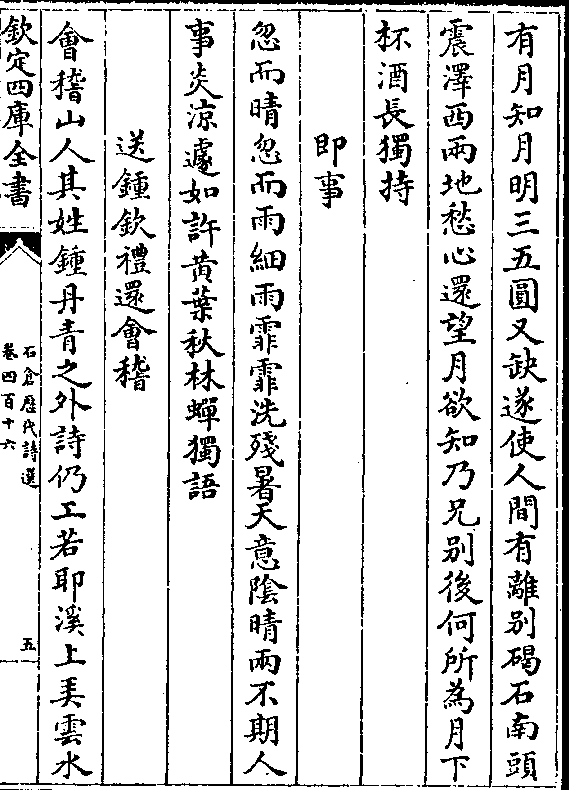 有月知月明三五圓又缺遂使人間有離別碣石南頭
震澤西兩地愁心還望月欲知乃兄别後何所為月下
杯酒長獨持
即事
忽而晴忽而雨細雨霏霏洗殘暑天意陰晴兩不期人
事炎涼遽如許黄葉秋林蟬獨語
送鍾欽禮還會稽
會稽山人其姓鍾丹青之外詩仍工若耶溪上美雲水
欽定四庫全書
石倉歷代詩選
卷四百十六
五